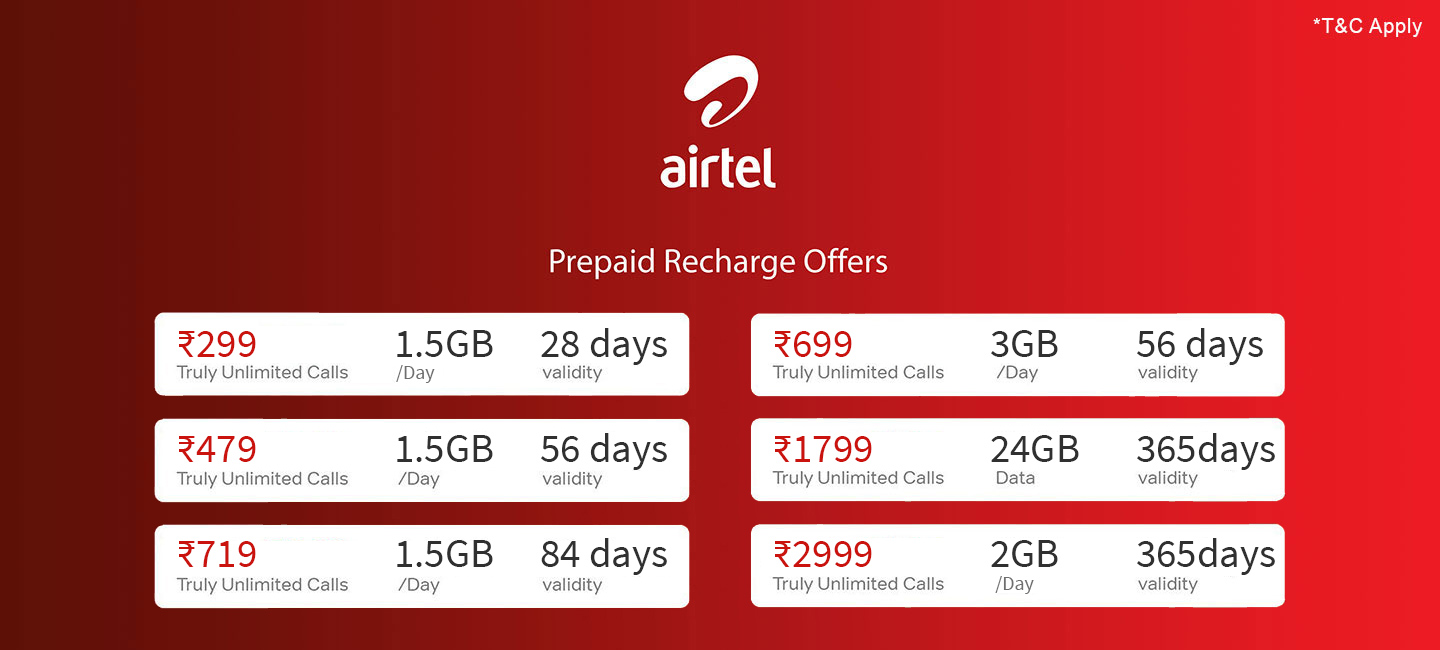 *T&C Apply
airtel
Prepaid Recharge Offers
₹299 1.5GB 28 days
Truly Unlimited Calls /Day validity
₹479 1.5GB 56 days
Truly Unlimited Calls /Day validity
₹719 1.5GB 84 days
Truly Unlimited Calls /Day validity
₹699 3GB 56 days
Truly Unlimited Calls /Day validity
₹1799 24GB 365days
Truly Unlimited Calls Data validity
₹2999 2GB 365days
Truly Unlimited Calls /Day validity